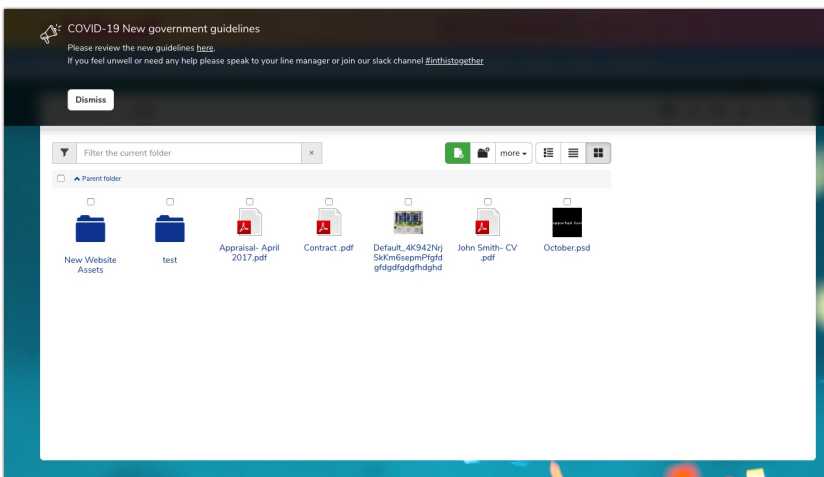 COVID-19 New government guidelines
Please review the new guidelines here.
If you feel unwell or need any help please speak to your line manager or join our slack channel #inthistogether
Dismiss
Filter the current folder
×
more
Parent folder
New Website
Assets
test
Appraisal- April
2017.pdf
Contract .pdf
Default_4K942Nrj
SkKm6sepmPfgfd
gfdgdfgdgfhdghd
John Smith- CV
.pdf
October.psd